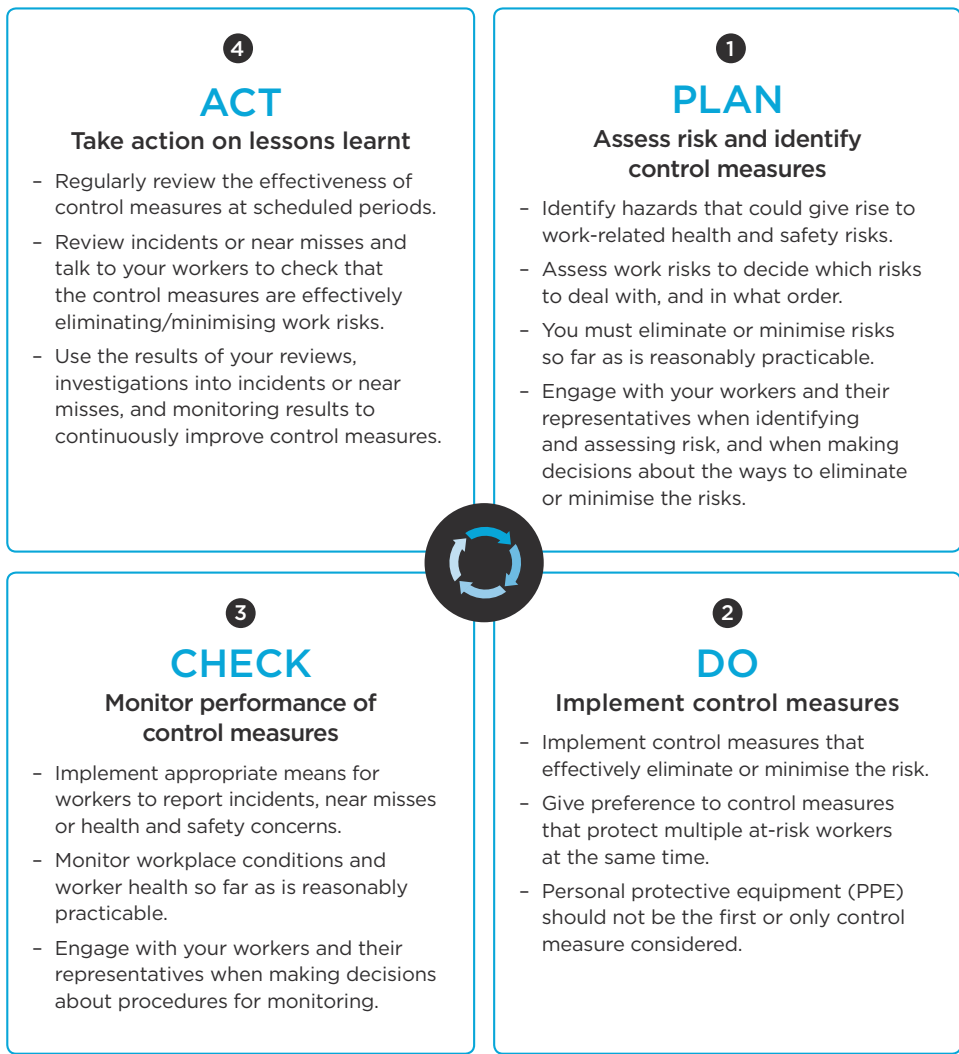 4
ACT
Take action on lessons learnt
– Regularly review the effectiveness of
control measures at scheduled periods.
– Review incidents or near misses and
talk to your workers to check that
the control measures are effectively
eliminating/minimising work risks.
– Use the results of your reviews,
investigations into incidents or near
misses, and monitoring results to
continuously improve control measures.
1
PLAN
Assess risk and identify
control measures
– Identify hazards that could give rise to
work-related health and safety risks.
– Assess work risks to decide which risks
to deal with, and in what order.
– You must eliminate or minimise risks
so far as is reasonably practicable.
– Engage with your workers and their
representatives when identifying
and assessing risk, and when making
decisions about the ways to eliminate
or minimise the risks.
3
CHECK
Monitor performance of
control measures
– Implement appropriate means for
workers to report incidents, near misses
or health and safety concerns.
– Monitor workplace conditions and
worker health so far as is reasonably
practicable.
– Engage with your workers and their
representatives when making decisions
about procedures for monitoring.
2
DO
Implement control measures
– Implement control measures that
effectively eliminate or minimise the risk.
– Give preference to control measures
that protect multiple at-risk workers
at the same time.
– Personal protective equipment (PPE)
should not be the first or only control
measure considered.